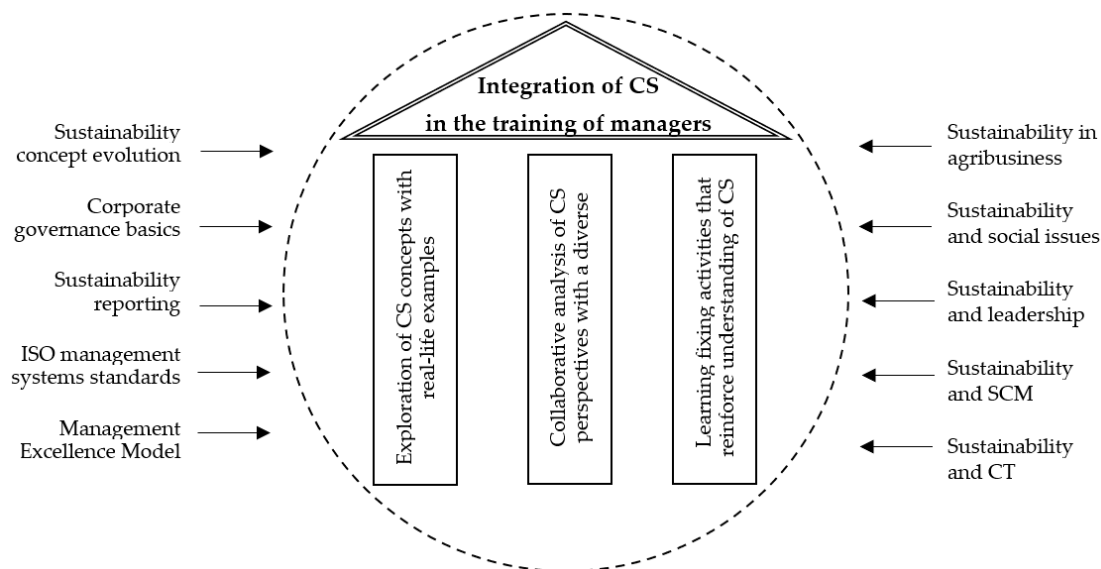 Integration of CS
in the training of managers
Sustainability
concept evolution
Corporate
governance basics
Sustainability
reporting
ISO management
systems standards
Management
Excellence Model
Exploration of CS concepts with
real-life examples
Collaborative analysis of CS
perspectives with a diverse
Learning fixing activities that
reinforce understanding of CS
Sustainability in
agribusiness
Sustainability
and social issues
Sustainability
and leadership
Sustainability
and SCM
Sustainability
and CT